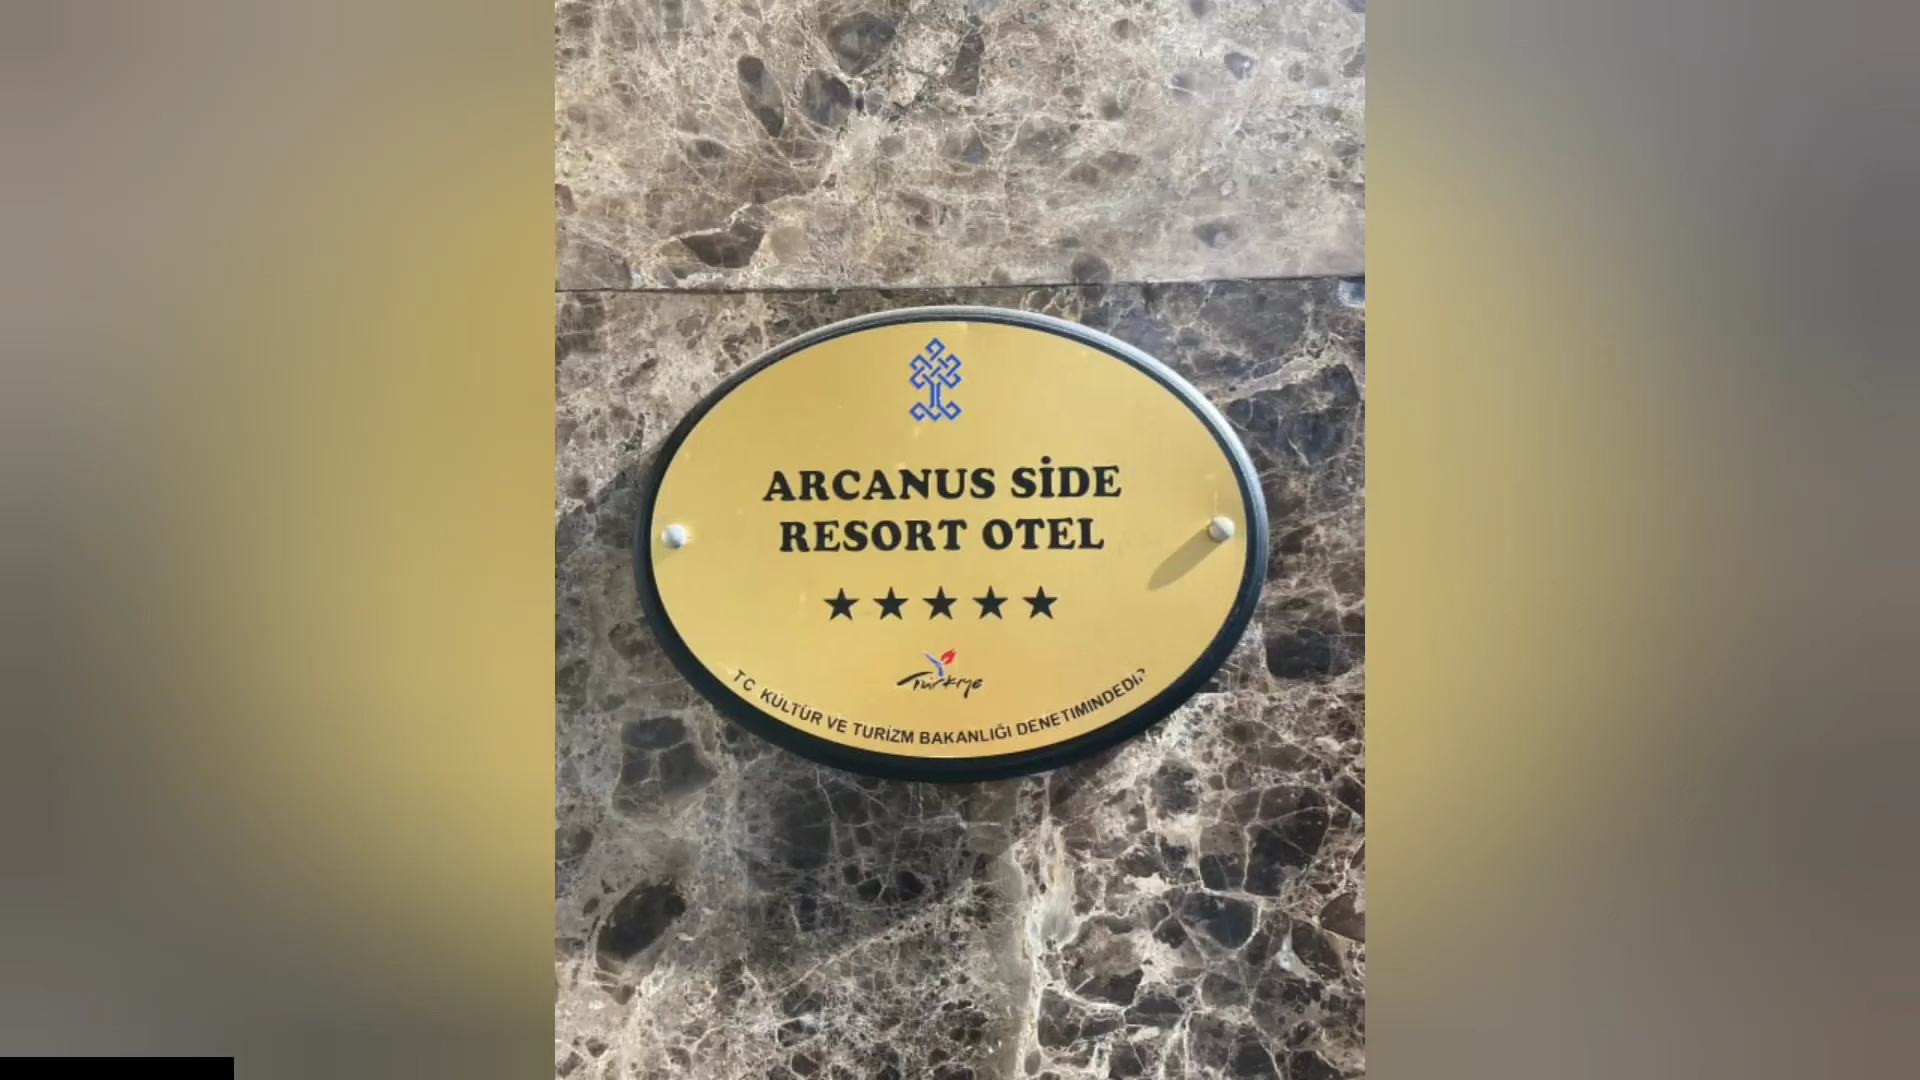 ARCANUS SİDE
RESORT OTEL
Türkiye
TC KÜLTÜR VE TURİZM BAKANLIĞI DENETİMİNDEDİR